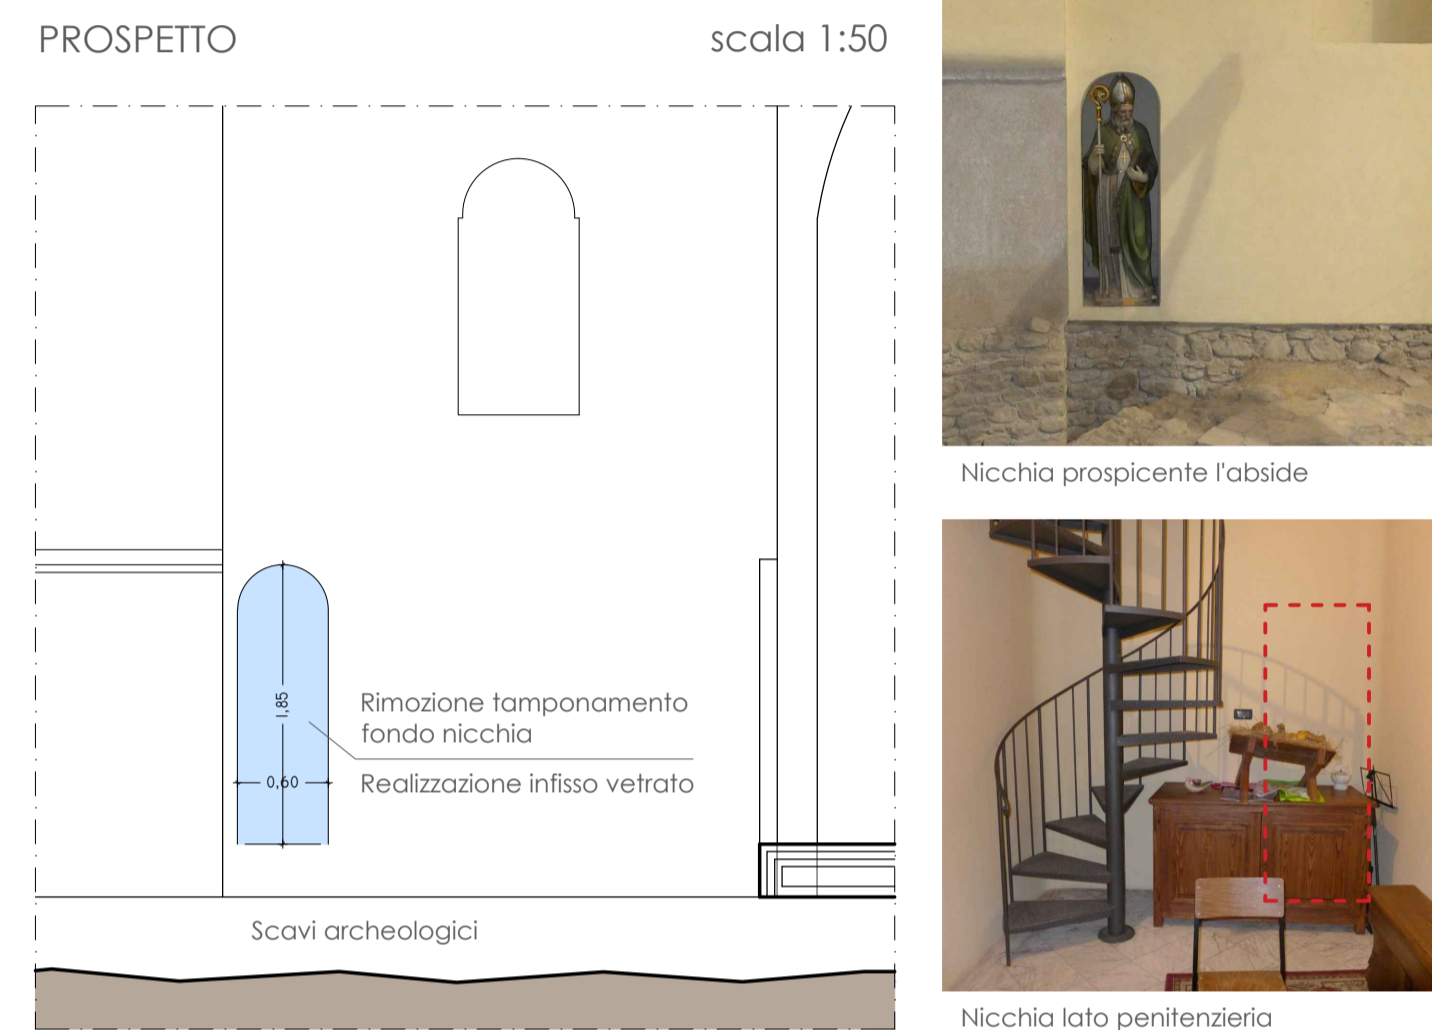 PROSPETTO
scala 1:50
1,85
0,60
Rimozione tamponamento
fondo nicchia
Realizzazione infisso vetrato
Scavi archeologici
Nicchia prospicente l'abside
Nicchia lato penitenzieria